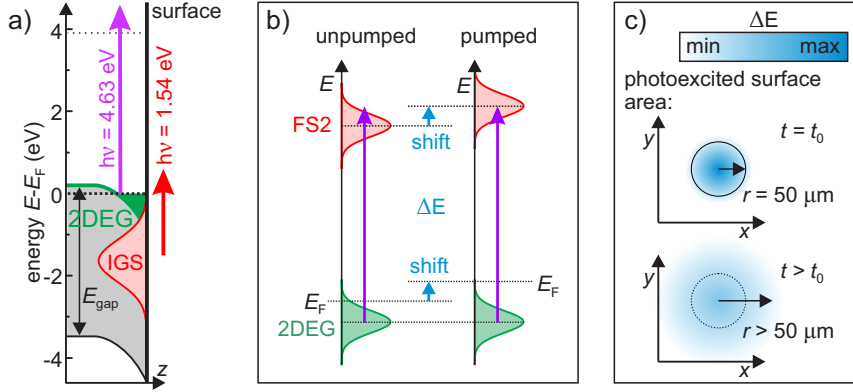 a)
surface
4
2
0
-2
-4
energy E-E_F (eV)
hν = 4.63 eV
hν = 1.54 eV
2DEG
IGS
E_gap
z
b)
unpumped
pumped
E
E
FS2
shift
ΔE
shift
E_F
E_F
2DEG
c)
ΔE
min
max
photoexcited surface
area:
y
t = t_0
r = 50 μm
x
y
t > t_0
r > 50 μm
x